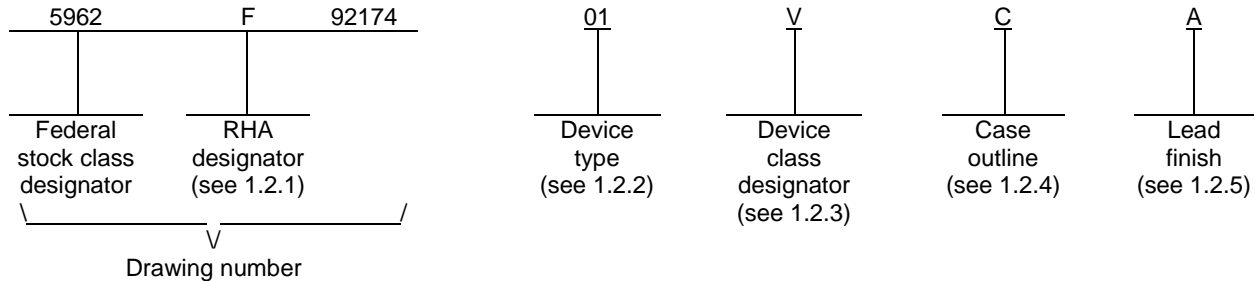 5962 F 92174 01 V C A
Federal stock class designator
RHA designator (see 1.2.1)
Device type (see 1.2.2)
Device class designator (see 1.2.3)
Case outline (see 1.2.4)
Lead finish (see 1.2.5)
Drawing number